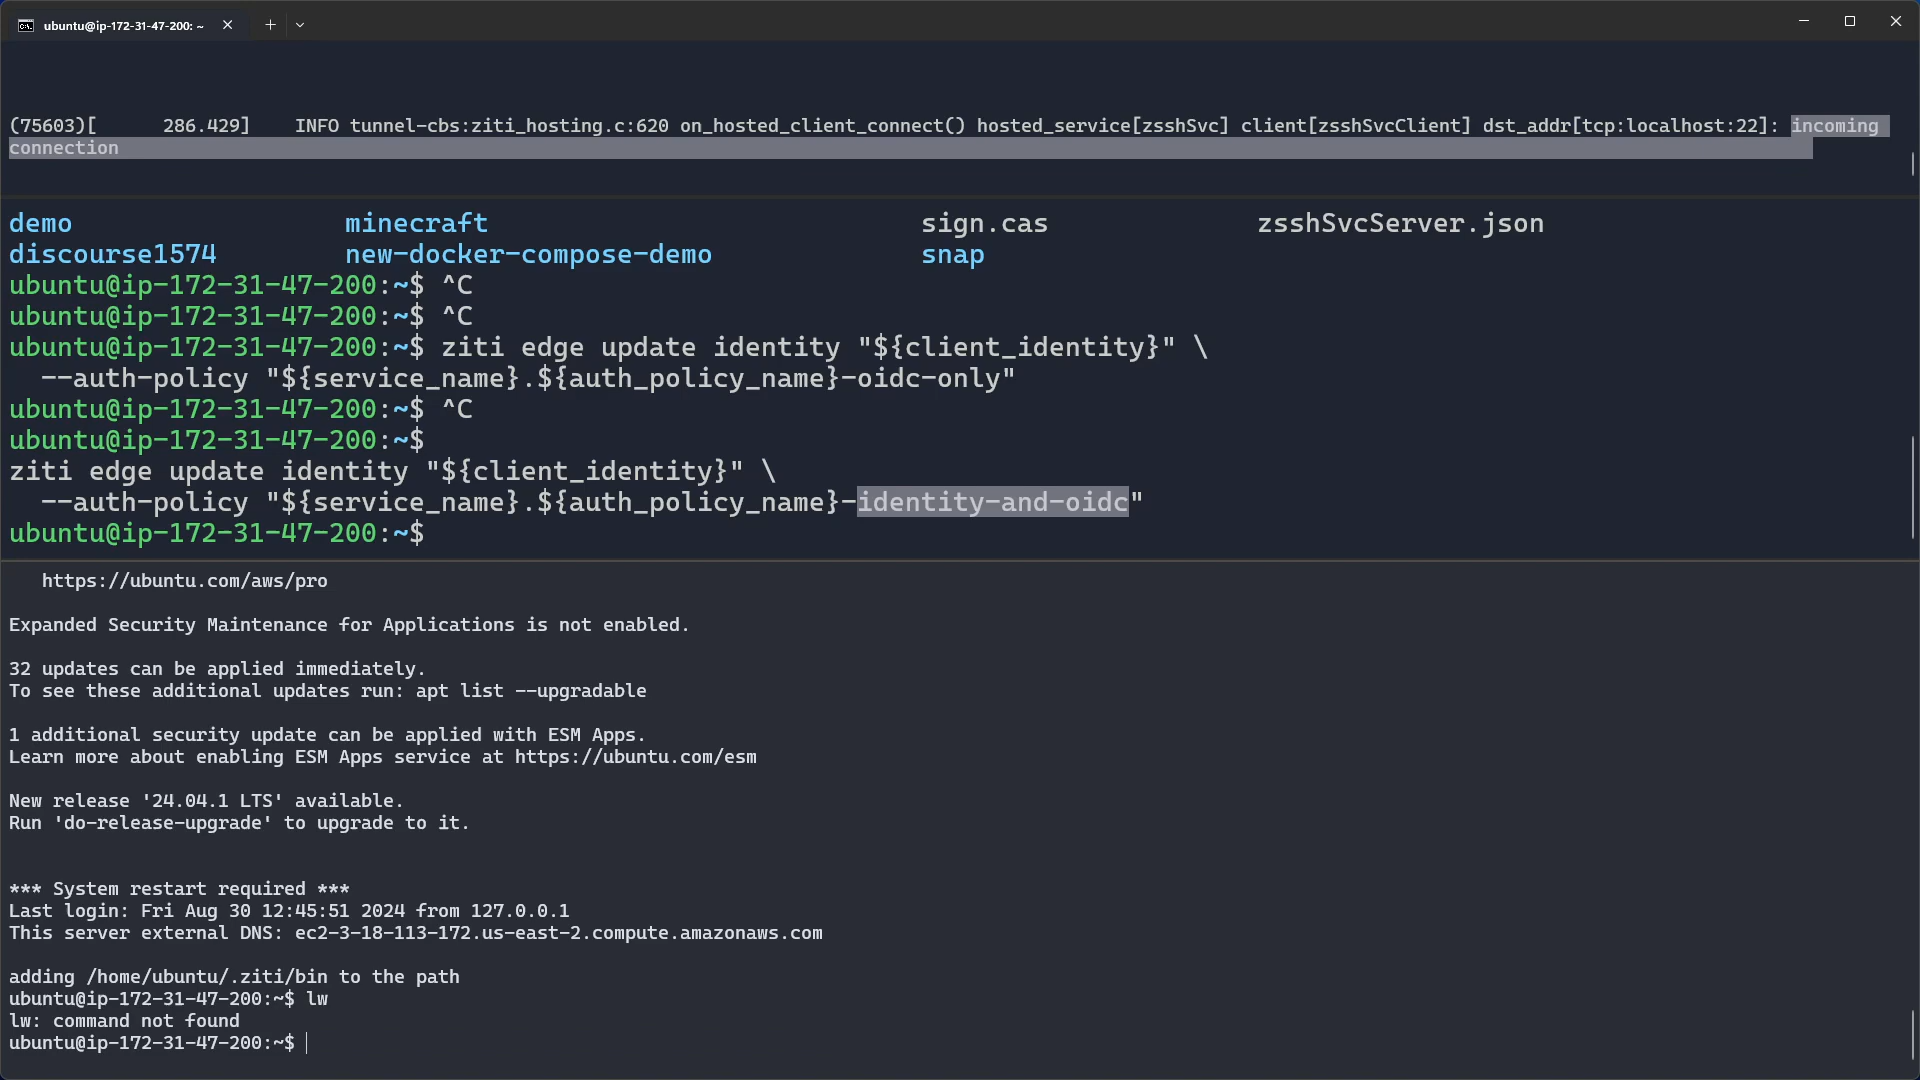 ubuntu@ip-172-31-47-200: ~
(75603)[      286.429]    INFO tunnel-cbs:ziti_hosting.c:620 on_hosted_client_connect() hosted_service[zsshSvc] client[zsshSvcClient] dst_addr[tcp:localhost:22]: incoming
connection
demo                 minecraft                           sign.cas             zsshSvcServer.json
discourse1574        new-docker-compose-demo             snap
ubuntu@ip-172-31-47-200:~$ ^C
ubuntu@ip-172-31-47-200:~$ ^C
ubuntu@ip-172-31-47-200:~$ ziti edge update identity "${client_identity}" \
  --auth-policy "${service_name}.${auth_policy_name}-oidc-only"
ubuntu@ip-172-31-47-200:~$ ^C
ubuntu@ip-172-31-47-200:~$
ziti edge update identity "${client_identity}" \
  --auth-policy "${service_name}.${auth_policy_name}-identity-and-oidc"
ubuntu@ip-172-31-47-200:~$
   https://ubuntu.com/aws/pro
Expanded Security Maintenance for Applications is not enabled.
32 updates can be applied immediately.
To see these additional updates run: apt list --upgradable
1 additional security update can be applied with ESM Apps.
Learn more about enabling ESM Apps service at https://ubuntu.com/esm
New release '24.04.1 LTS' available.
Run 'do-release-upgrade' to upgrade to it.
*** System restart required ***
Last login: Fri Aug 30 12:45:51 2024 from 127.0.0.1
This server external DNS: ec2-3-18-113-172.us-east-2.compute.amazonaws.com
adding /home/ubuntu/.ziti/bin to the path
ubuntu@ip-172-31-47-200:~$ lw
lw: command not found
ubuntu@ip-172-31-47-200:~$